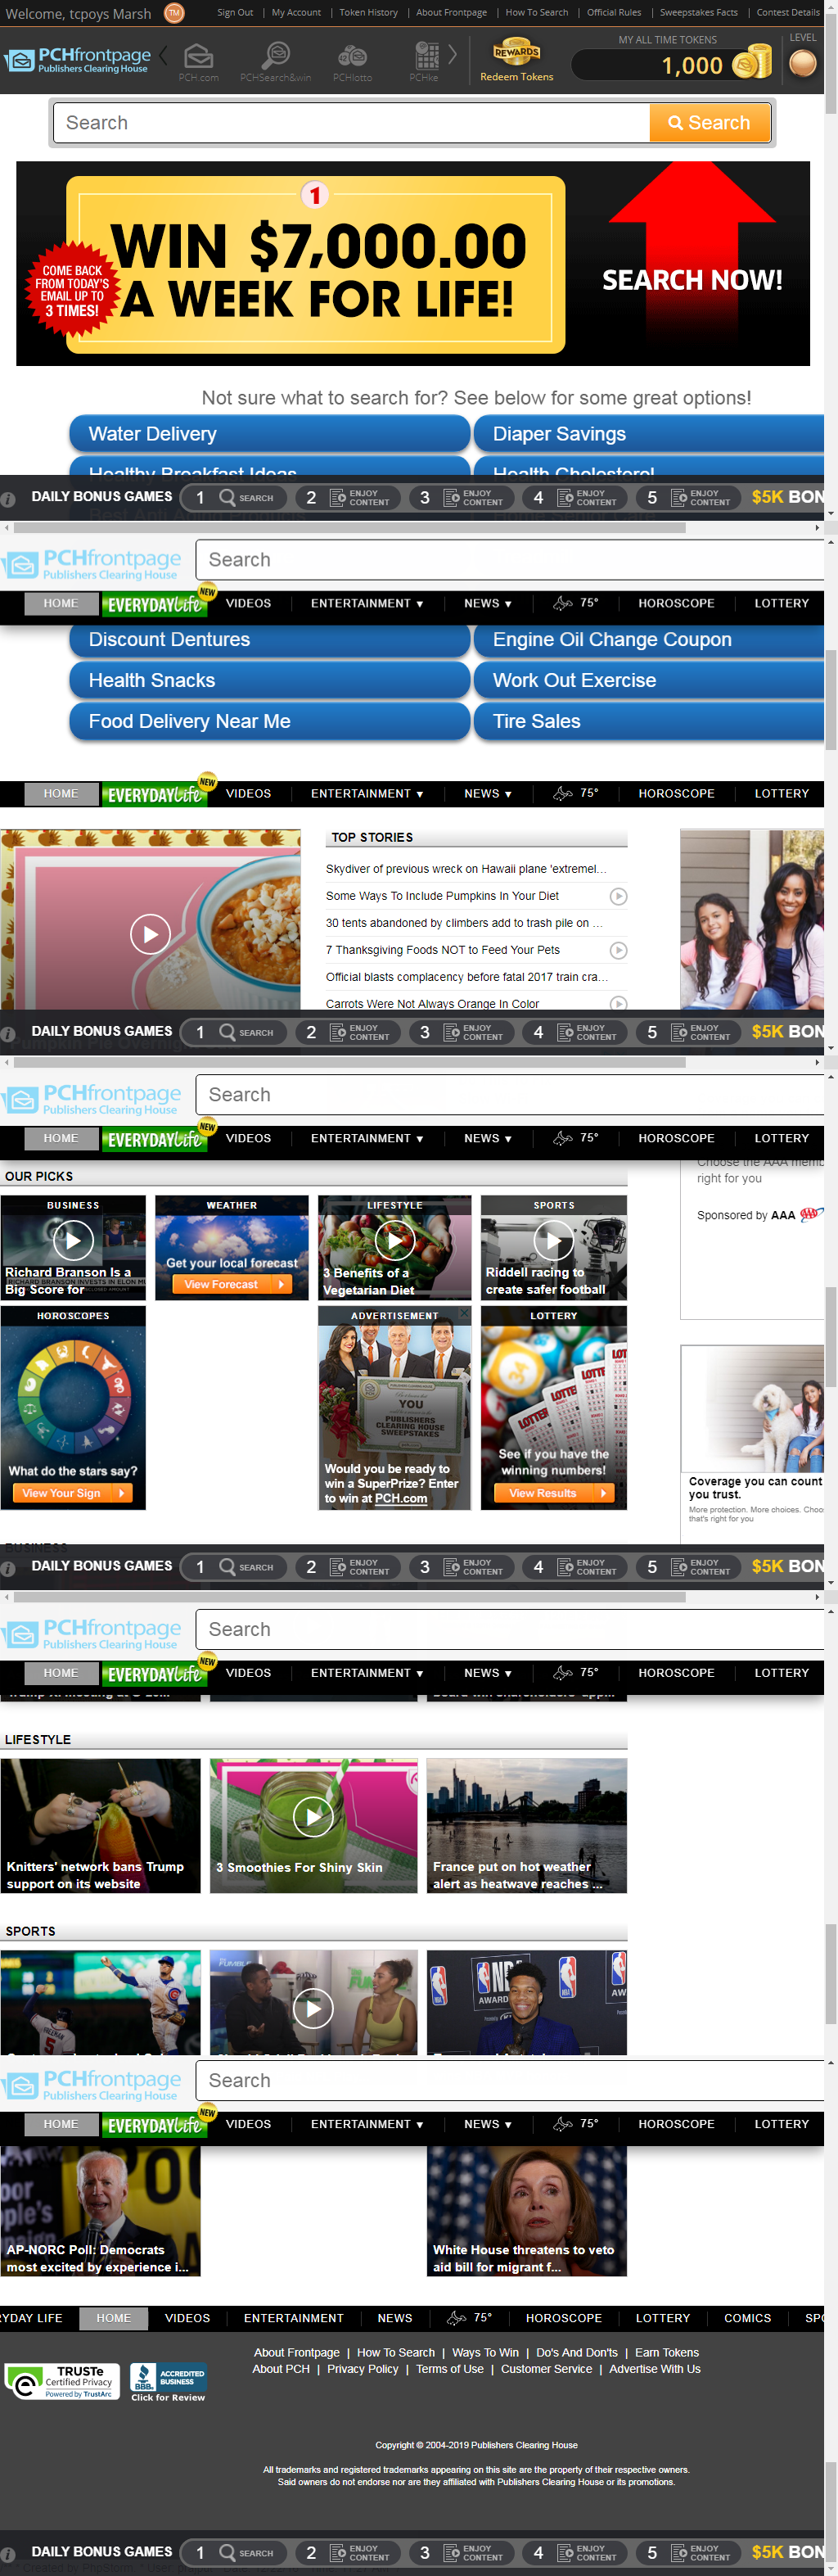 Welcome, tcpoys Marsh TM Sign Out | My Account | Token History | About Frontpage | How To Search | Official Rules | Sweepstakes Facts | Contest Details
PCHfrontpage
Publishers Clearing House
PCH.com PCHSearch&win PCHlotto PCHke
REWARDS
Redeem Tokens
MY ALL TIME TOKENS
1,000
LEVEL
Search
Search
1
WIN $7,000.00
A WEEK FOR LIFE!
COME BACK
FROM TODAY'S
EMAIL UP TO
3 TIMES!
SEARCH NOW!
Not sure what to search for? See below for some great options!
Water Delivery Diaper Savings
Healthy Breakfast Ideas Health Cholesterol
Best Anti Aging Products Home Senior Care
DAILY BONUS GAMES 1 SEARCH 2 ENJOY CONTENT 3 ENJOY CONTENT 4 ENJOY CONTENT 5 ENJOY CONTENT $5K BON
PCHfrontpage
Publishers Clearing House
Search
HOME EVERYDAYLife NEW VIDEOS ENTERTAINMENT ▼ NEWS ▼ 75° HOROSCOPE LOTTERY
Discount Dentures Engine Oil Change Coupon
Health Snacks Work Out Exercise
Food Delivery Near Me Tire Sales
HOME EVERYDAYLife NEW VIDEOS ENTERTAINMENT ▼ NEWS ▼ 75° HOROSCOPE LOTTERY
TOP STORIES
Skydiver of previous wreck on Hawaii plane 'extremel...
Some Ways To Include Pumpkins In Your Diet
30 tents abandoned by climbers add to trash pile on ...
7 Thanksgiving Foods NOT to Feed Your Pets
Official blasts complacency before fatal 2017 train cra...
Carrots Were Not Always Orange In Color
Pumpkin Pie Overnight
DAILY BONUS GAMES 1 SEARCH 2 ENJOY CONTENT 3 ENJOY CONTENT 4 ENJOY CONTENT 5 ENJOY CONTENT $5K BON
PCHfrontpage
Publishers Clearing House
Search
HOME EVERYDAYLife NEW VIDEOS ENTERTAINMENT ▼ NEWS ▼ 75° HOROSCOPE LOTTERY
Choose the AAA memb
right for you
Sponsored by AAA
OUR PICKS
BUSINESS
Richard Branson Is a
Big Score for
RICHARD BRANSON INVESTS IN ELON MU
WEATHER
Get your local forecast
View Forecast
LIFESTYLE
3 Benefits of a
Vegetarian Diet
SPORTS
Riddell racing to
create safer football
HOROSCOPES
What do the stars say?
View Your Sign
ADVERTISEMENT
YOU
PUBLISHERS
CLEARING HOUSE
SWEEPSTAKES
Would you be ready to
win a SuperPrize? Enter
to win at PCH.com
LOTTERY
LOTTO
See if you have the
winning numbers!
View Results
Coverage you can count
you trust.
More protection. More choices. Choo
that's right for you
BUSINESS
DAILY BONUS GAMES 1 SEARCH 2 ENJOY CONTENT 3 ENJOY CONTENT 4 ENJOY CONTENT 5 ENJOY CONTENT $5K BON
PCHfrontpage
Publishers Clearing House
Search
HOME EVERYDAYLife NEW VIDEOS ENTERTAINMENT ▼ NEWS ▼ 75° HOROSCOPE LOTTERY
Trump-Xi meeting at G-20...
board win shareholders' app...
LIFESTYLE
Knitters' network bans Trump
support on its website
3 Smoothies For Shiny Skin
France put on hot weather
alert as heatwave reaches ...
SPORTS
FREEMAN
5
FUMBLE
NBA
AWARD
PCHfrontpage
Publishers Clearing House
Search
HOME EVERYDAYLife NEW VIDEOS ENTERTAINMENT ▼ NEWS ▼ 75° HOROSCOPE LOTTERY
AP-NORC Poll: Democrats
most excited by experience i...
White House threatens to veto
aid bill for migrant f...
RYDAY LIFE HOME VIDEOS ENTERTAINMENT NEWS 75° HOROSCOPE LOTTERY COMICS SPO
About Frontpage | How To Search | Ways To Win | Do's And Don'ts | Earn Tokens
About PCH | Privacy Policy | Terms of Use | Customer Service | Advertise With Us
TRUSTe
Certified Privacy
Powered by TrustArc
BBB
ACCREDITED
BUSINESS
Click for Review
Copyright © 2004-2019 Publishers Clearing House
All trademarks and registered trademarks appearing on this site are the property of their respective owners.
Said owners do not endorse nor are they affiliated with Publishers Clearing House or its promotions.
DAILY BONUS GAMES 1 SEARCH 2 ENJOY CONTENT 3 ENJOY CONTENT 4 ENJOY CONTENT 5 ENJOY CONTENT $5K BON